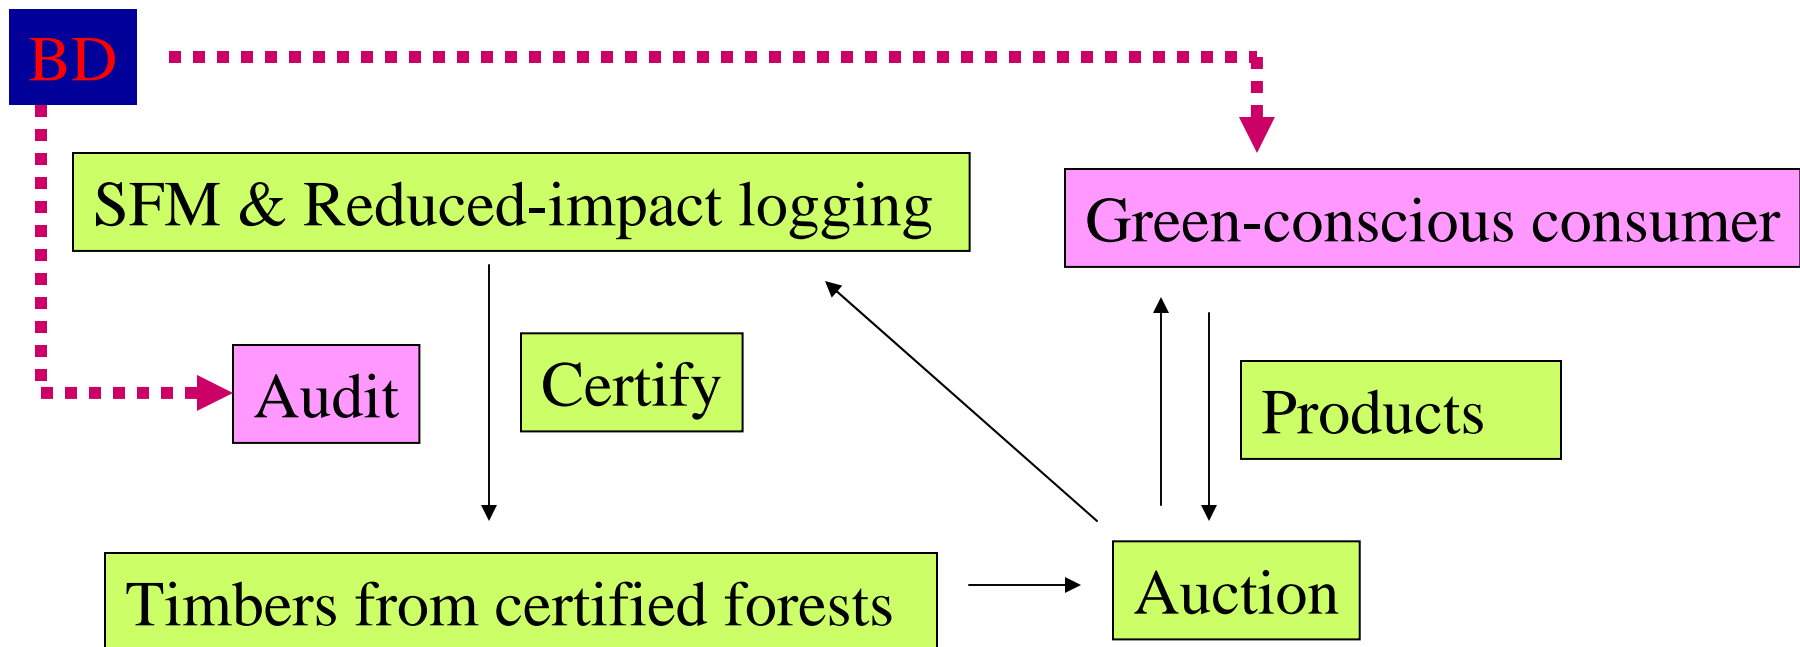 BD
SFM & Reduced-impact logging
Green-conscious consumer
Audit
Certify
Products
Timbers from certified forests
Auction